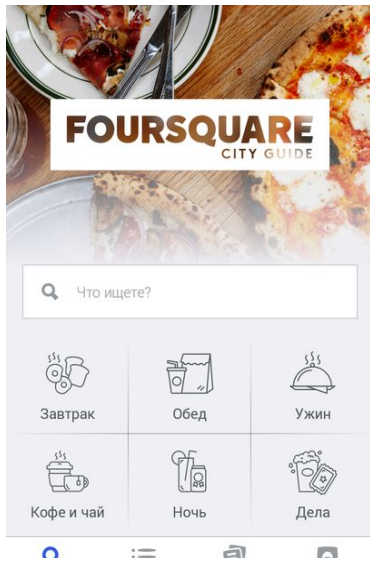 FOURSQUARE
CITY GUIDE
Что ищете?
Завтрак
Обед
Ужин
Кофе и чай
Ночь
Дела